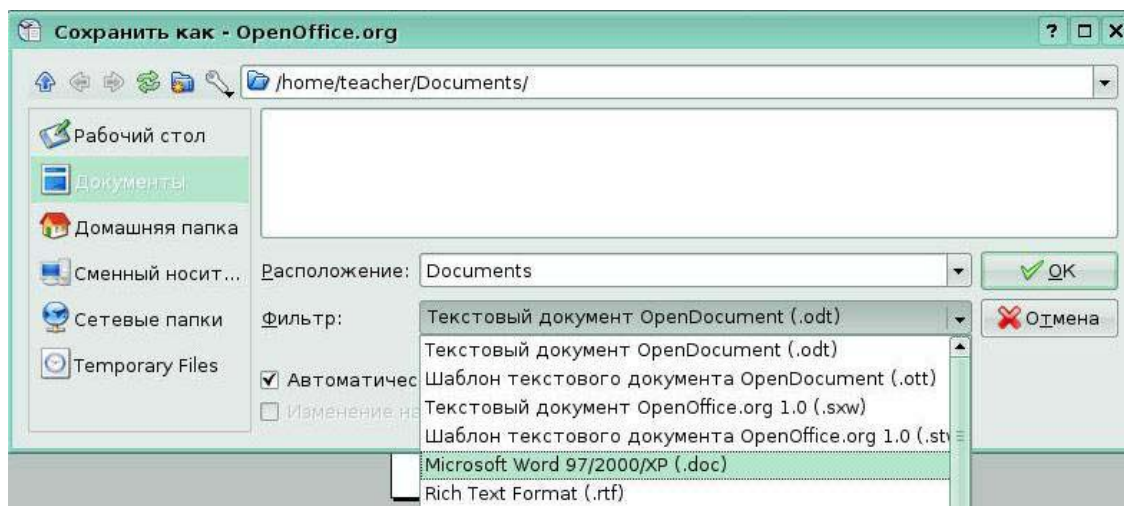 Сохранить как - OpenOffice.org
/home/teacher/Documents/
Рабочий стол
Документы
Домашняя папка
Сменный носит...
Сетевые папки
Temporary Files
Расположение: Documents
OK
Фильтр: Текстовый документ OpenDocument (.odt)
Отмена
Текстовый документ OpenDocument (.odt)
Автоматичес
Шаблон текстового документа OpenDocument (.ott)
Изменение на
Текстовый документ OpenOffice.org 1.0 (.sxw)
Шаблон текстового документа OpenOffice.org 1.0 (.stw
Microsoft Word 97/2000/XP (.doc)
Rich Text Format (.rtf)